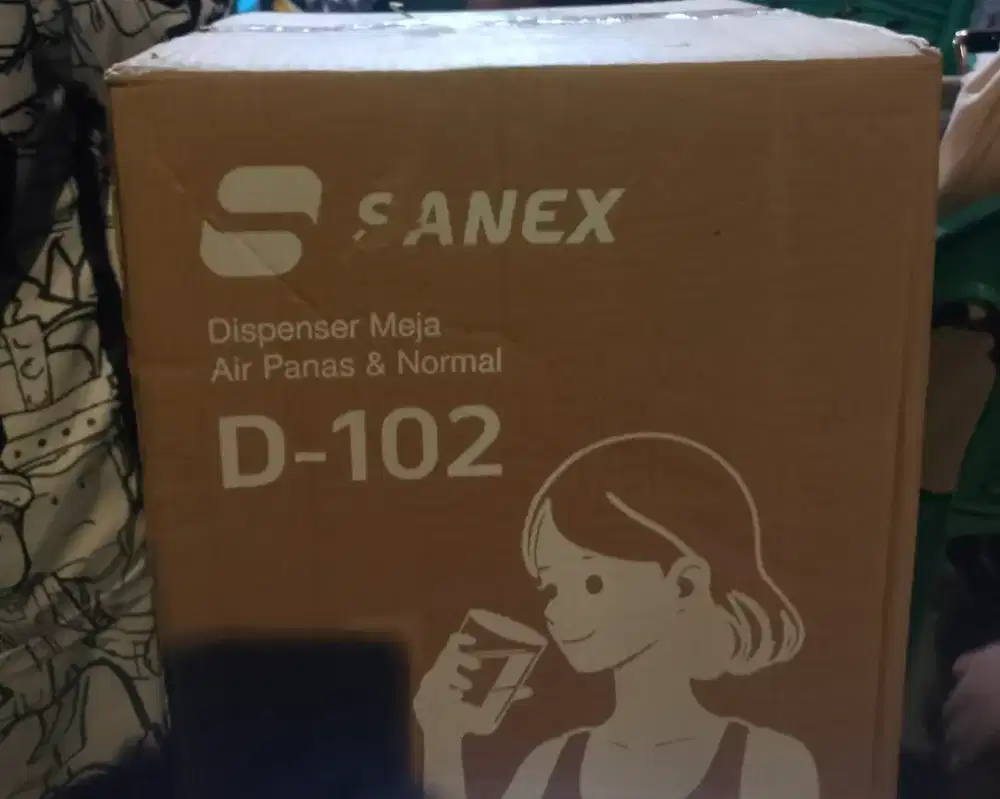 SANEX
Dispenser Meja
Air Panas & Normal
D-102